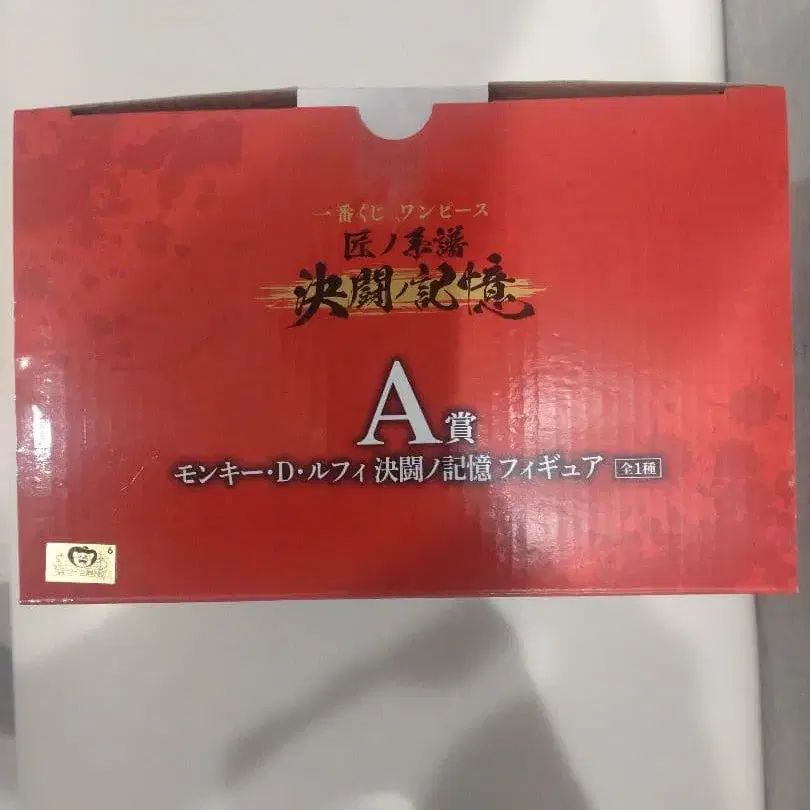 一番くじ ワンピース
匠ノ系譜
決闘ノ記憶
A賞
モンキー・D・ルフィ 決闘ノ記憶 フィギュア 全1種
6